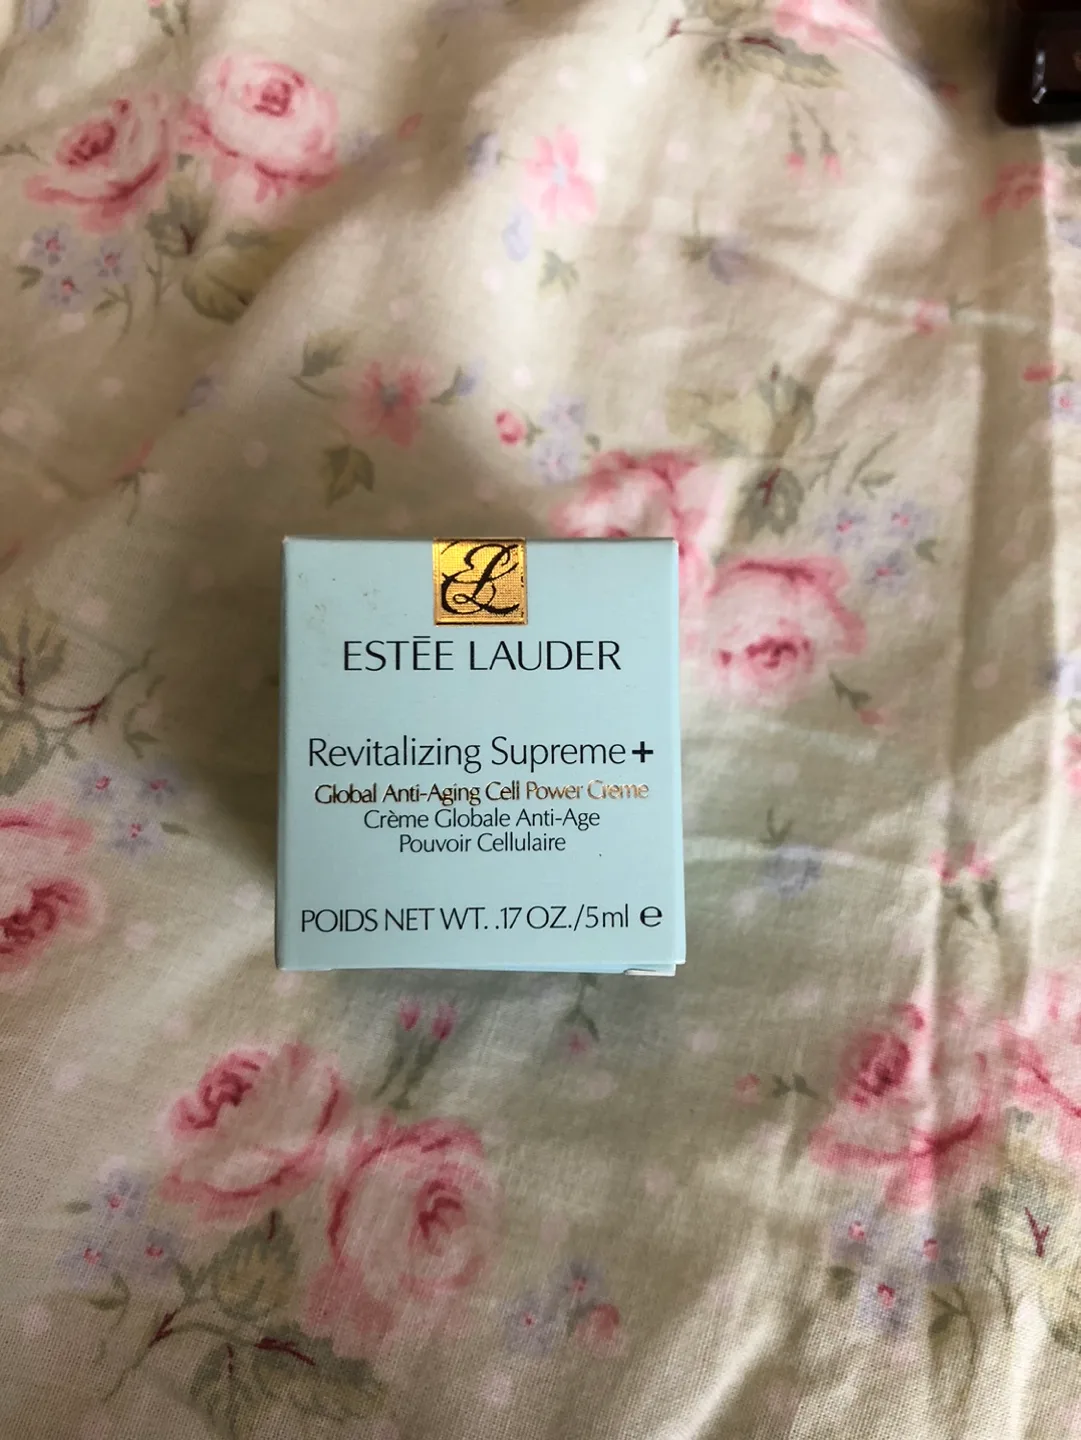 EL
ESTĒE LAUDER
Revitalizing Supreme+
Global Anti-Aging Cell Power Creme
Crème Globale Anti-Age
Pouvoir Cellulaire
POIDS NET WT. .17 OZ./5ml ℮